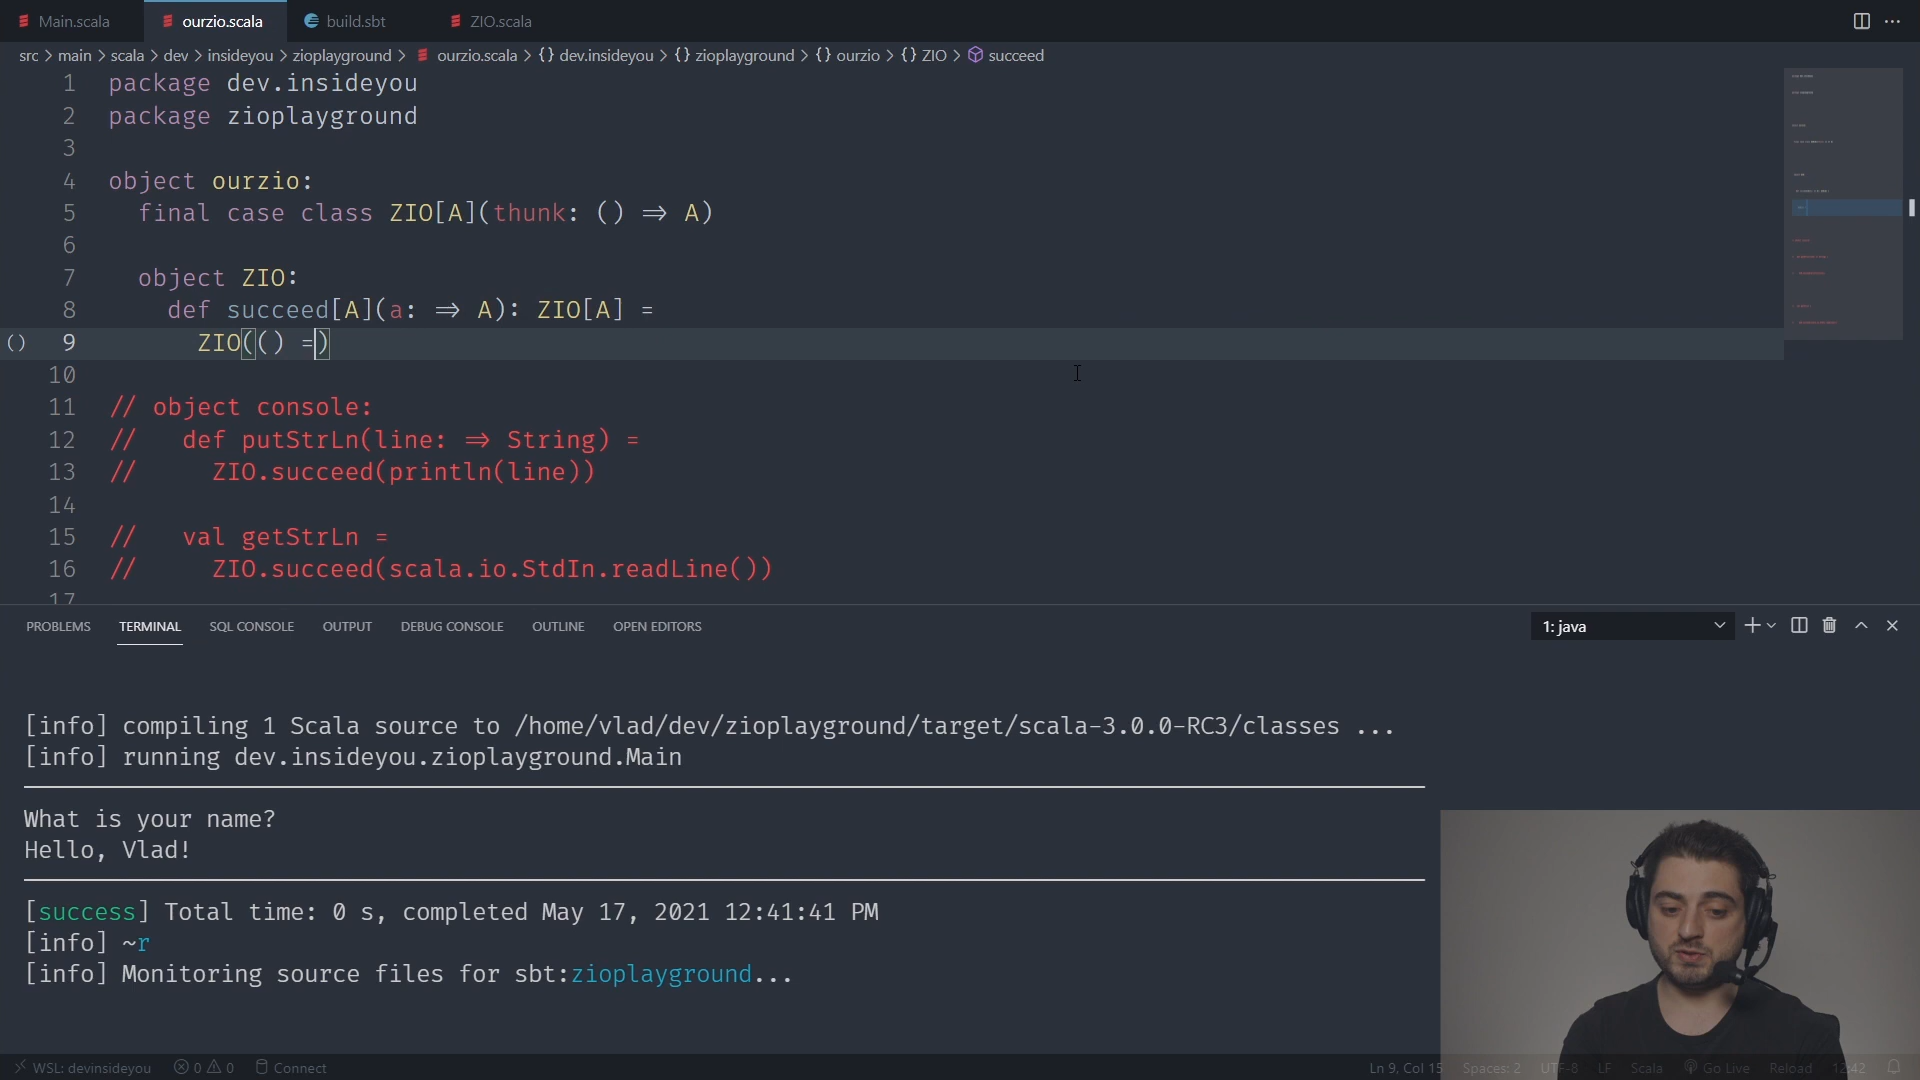 Main.scala
ourzio.scala
build.sbt
ZIO.scala
src > main > scala > dev > insideyou > zioplayground > ourzio.scala > {} dev.insideyou > {} zioplayground > {} ourzio > {} ZIO > succeed
1 package dev.insideyou
2 package zioplayground
3
4 object ourzio:
5 final case class ZIO[A](thunk: () ⇒ A)
6
7 object ZIO:
8 def succeed[A](a: ⇒ A): ZIO[A] =
() 9 ZIO(() =)
10
11 // object console:
12 // def putStrLn(line: ⇒ String) =
13 // ZIO.succeed(println(line))
14
15 // val getStrLn =
16 // ZIO.succeed(scala.io.StdIn.readLine())
17
PROBLEMS TERMINAL SQL CONSOLE OUTPUT DEBUG CONSOLE OUTLINE OPEN EDITORS
1: java
[info] compiling 1 Scala source to /home/vlad/dev/zioplayground/target/scala-3.0.0-RC3/classes ...
[info] running dev.insideyou.zioplayground.Main
What is your name?
Hello, Vlad!
[success] Total time: 0 s, completed May 17, 2021 12:41:41 PM
[info] ~r
[info] Monitoring source files for sbt:zioplayground...
WSL: devinsideyou 0 0 Connect
Ln 9, Col 15 Spaces: 2 UTF-8 LF Scala Go Live Reload 12:42